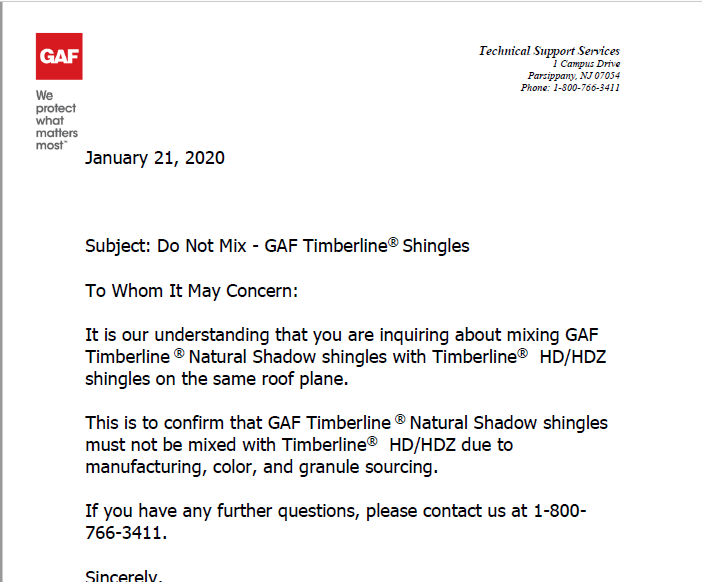 GAF
We
protect
what
matters
most™
Technical Support Services
1 Campus Drive
Parsippany, NJ 07054
Phone: 1-800-766-3411
January 21, 2020
Subject: Do Not Mix - GAF Timberline® Shingles
To Whom It May Concern:
It is our understanding that you are inquiring about mixing GAF
Timberline ® Natural Shadow shingles with Timberline® HD/HDZ
shingles on the same roof plane.
This is to confirm that GAF Timberline ® Natural Shadow shingles
must not be mixed with Timberline® HD/HDZ due to
manufacturing, color, and granule sourcing.
If you have any further questions, please contact us at 1-800-
766-3411.
Sincerely,